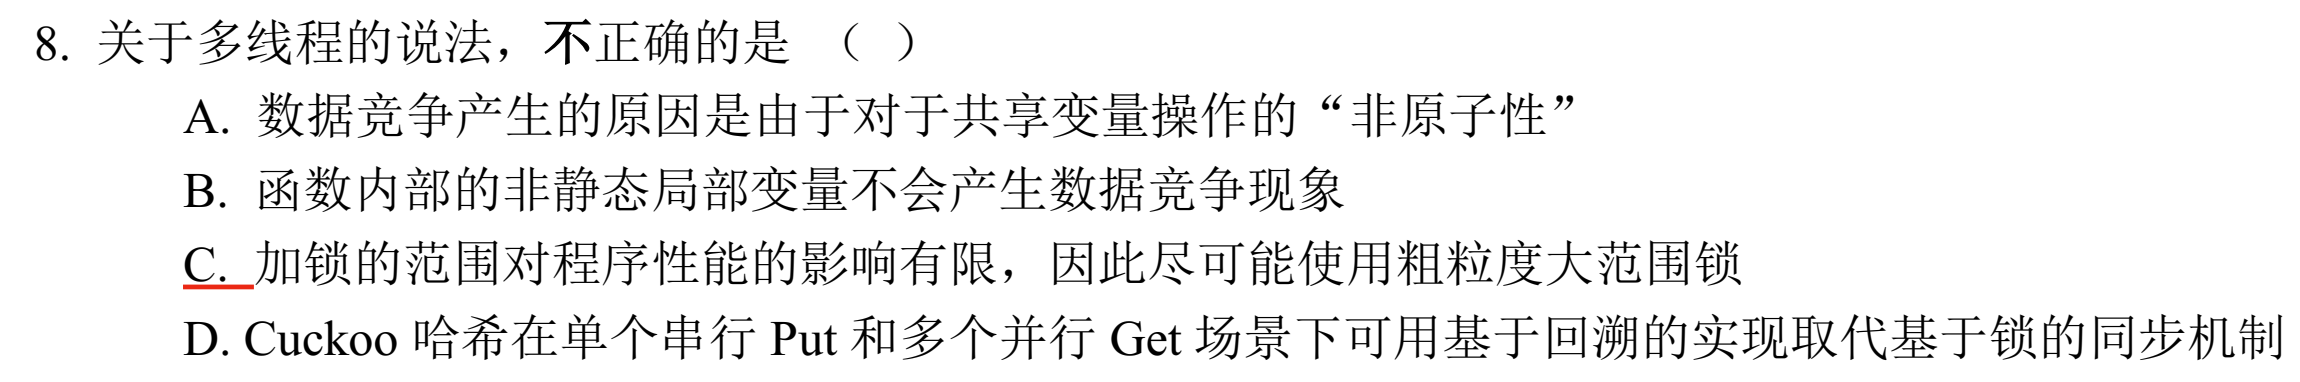 8. 关于多线程的说法，不正确的是 （ ）
A. 数据竞争产生的原因是由于对于共享变量操作的“非原子性”
B. 函数内部的非静态局部变量不会产生数据竞争现象
C. 加锁的范围对程序性能的影响有限，因此尽可能使用粗粒度大范围锁
D. Cuckoo 哈希在单个串行 Put 和多个并行 Get 场景下可用基于回溯的实现取代基于锁的同步机制